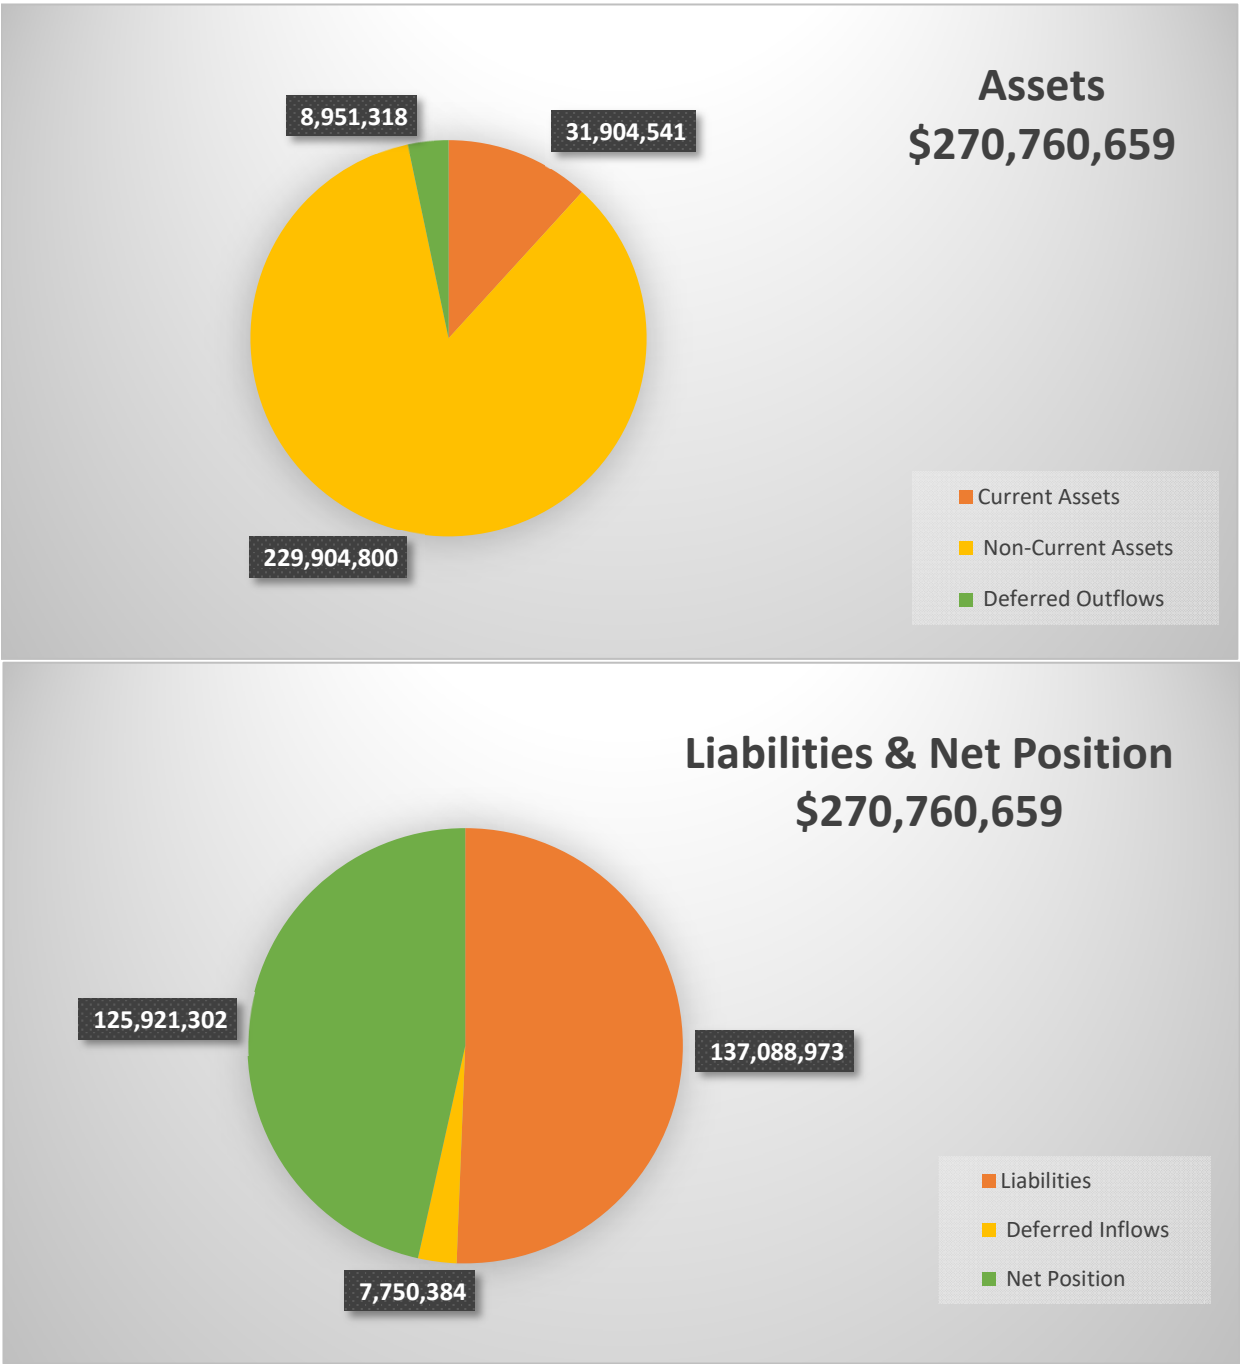 Assets
$270,760,659
8,951,318
31,904,541
229,904,800
Current Assets
Non-Current Assets
Deferred Outflows
Liabilities & Net Position
$270,760,659
125,921,302
137,088,973
7,750,384
Liabilities
Deferred Inflows
Net Position